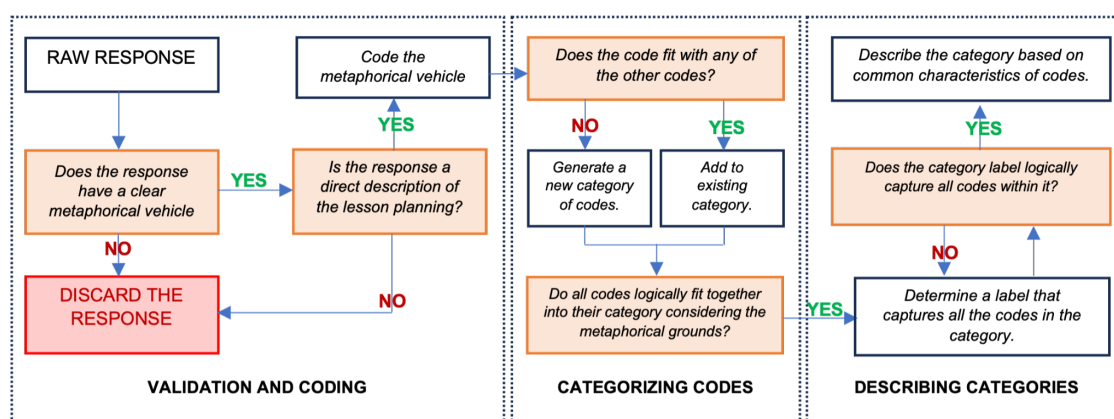 RAW RESPONSE
Does the response
have a clear
metaphorical vehicle
NO
DISCARD THE
RESPONSE
YES
Code the
metaphorical vehicle
YES
Is the response a
direct description of
the lesson planning?
NO
VALIDATION AND CODING
Does the code fit with any of
the other codes?
NO
YES
Generate a
new category
of codes.
Add to
existing
category.
Do all codes logically fit together
into their category considering the
metaphorical grounds?
YES
CATEGORIZING CODES
Describe the category based on
common characteristics of codes.
YES
Does the category label logically
capture all codes within it?
NO
Determine a label that
captures all the codes in the
category.
DESCRIBING CATEGORIES